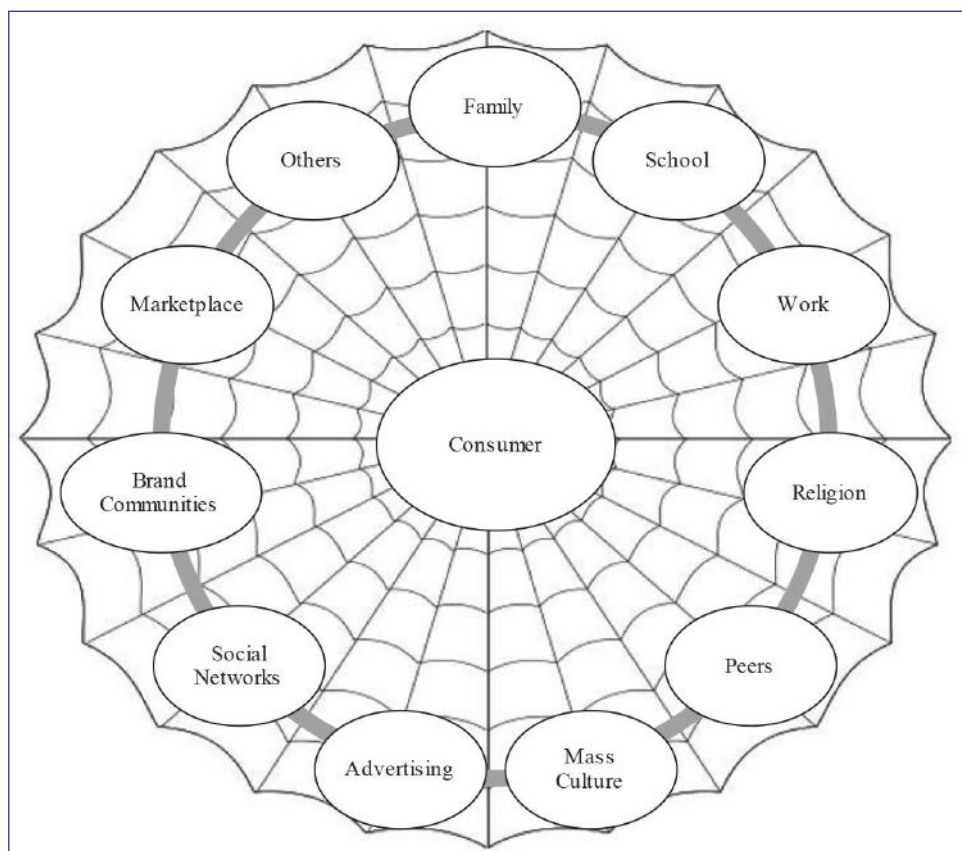 Family
Others
School
Marketplace
Work
Consumer
Brand
Communities
Religion
Social
Networks
Peers
Advertising
Mass
Culture